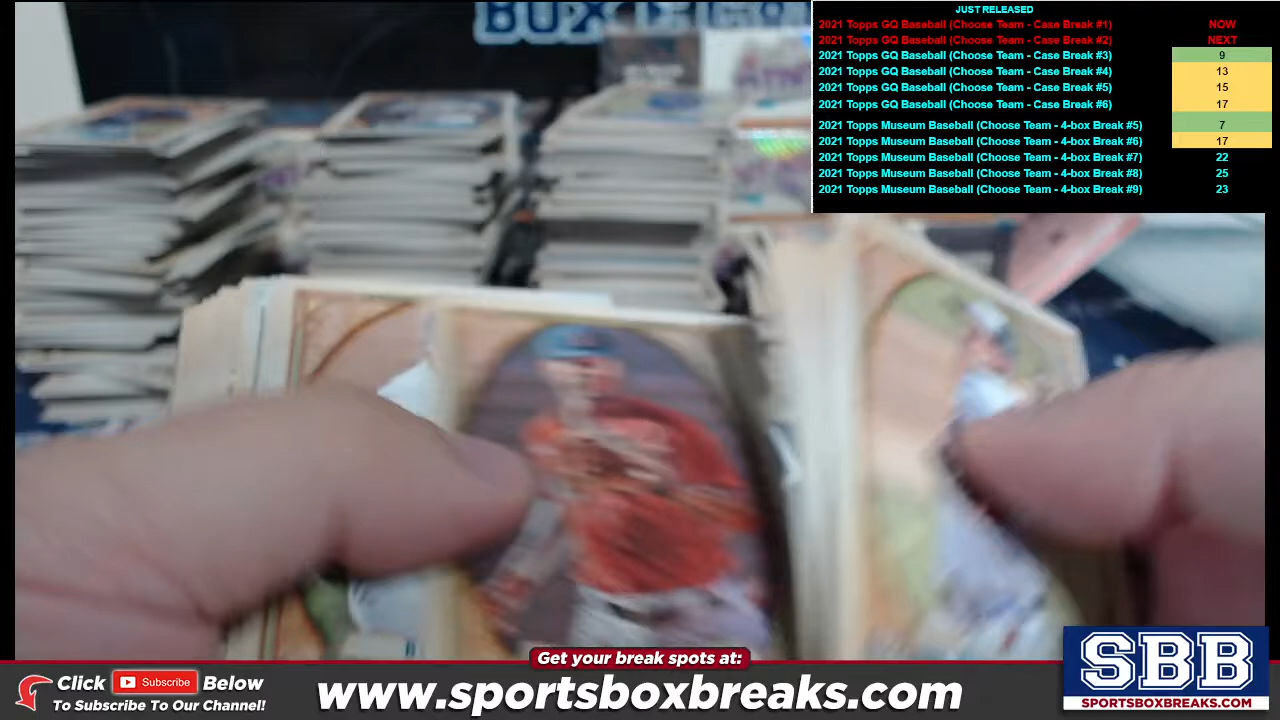 JUST RELEASED
2021 Topps GQ Baseball (Choose Team - Case Break #1) NOW
2021 Topps GQ Baseball (Choose Team - Case Break #2) NEXT
2021 Topps GQ Baseball (Choose Team - Case Break #3) 9
2021 Topps GQ Baseball (Choose Team - Case Break #4) 13
2021 Topps GQ Baseball (Choose Team - Case Break #5) 15
2021 Topps GQ Baseball (Choose Team - Case Break #6) 17
2021 Topps Museum Baseball (Choose Team - 4-box Break #5) 7
2021 Topps Museum Baseball (Choose Team - 4-box Break #6) 17
2021 Topps Museum Baseball (Choose Team - 4-box Break #7) 22
2021 Topps Museum Baseball (Choose Team - 4-box Break #8) 25
2021 Topps Museum Baseball (Choose Team - 4-box Break #9) 23
Get your break spots at:
Click Subscribe Below
To Subscribe To Our Channel!
www.sportsboxbreaks.com
SBB
SPORTSBOXBREAKS.COM